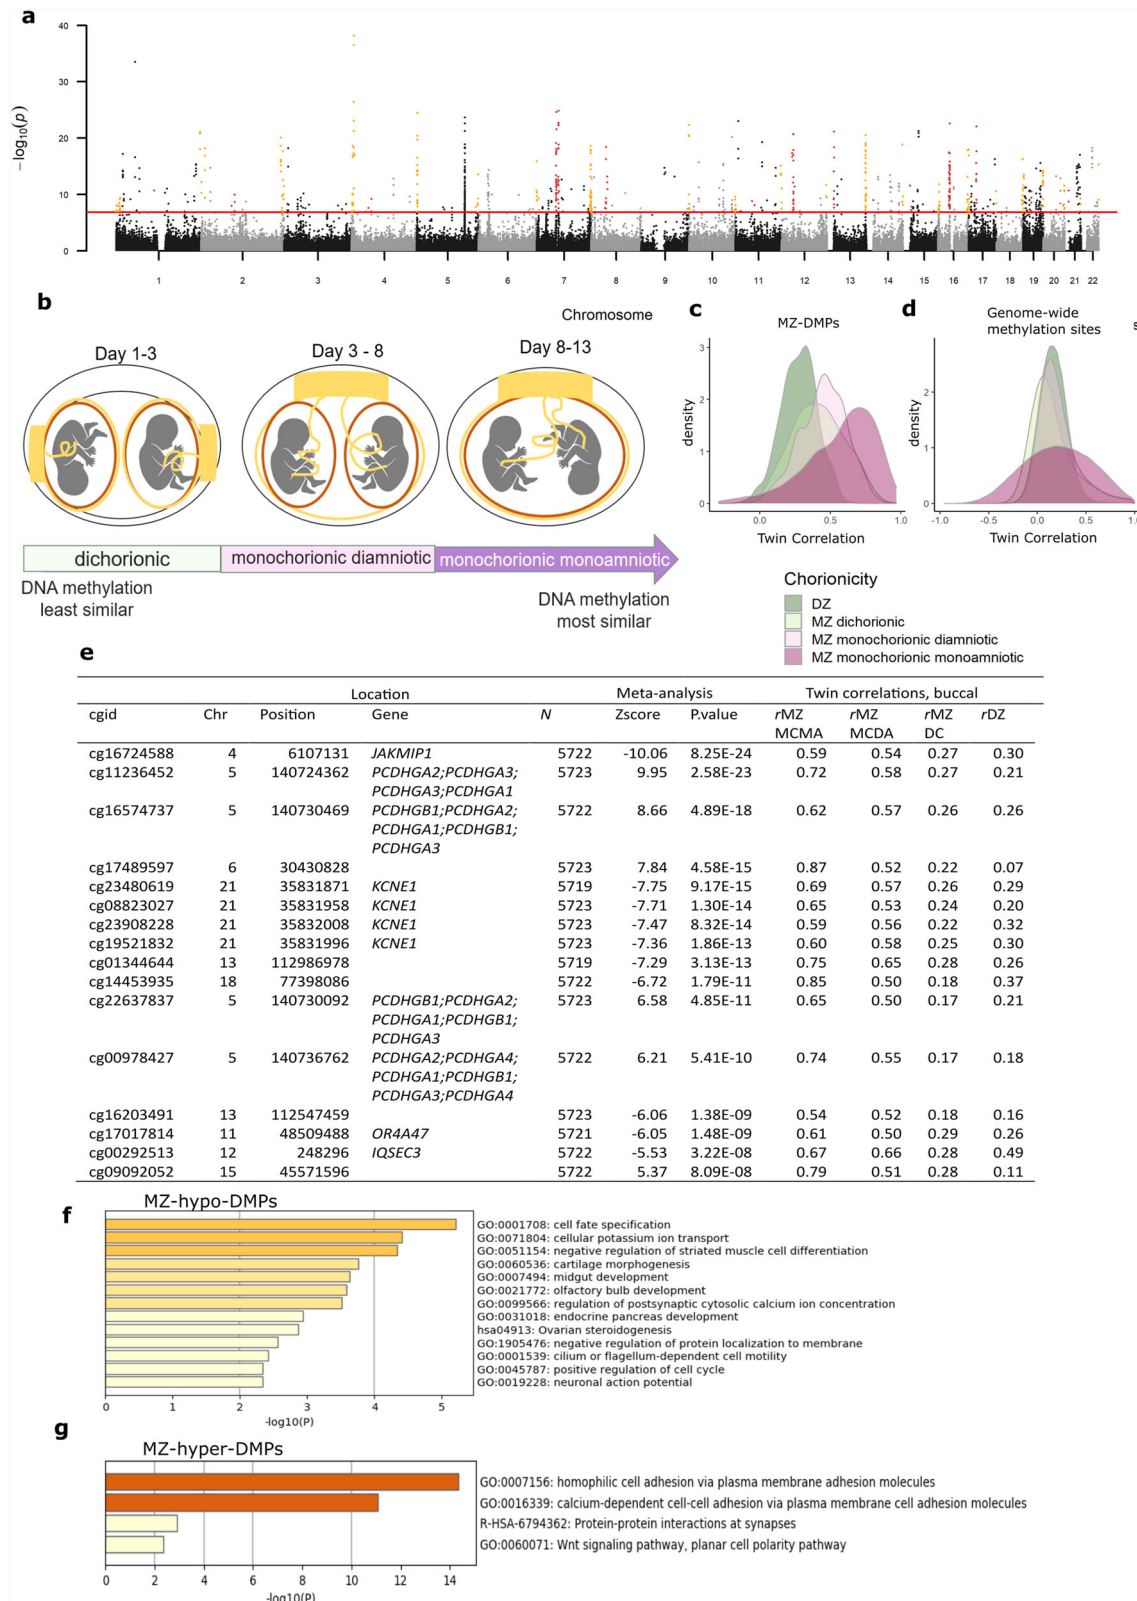 a
40
30
20
10
0
−log10(p)
1 2 3 4 5 6 7 8 9 10 11 12 13 14 15 16 17 18 19 20 21 22
Chromosome
b
Day 1-3
Day 3 - 8
Day 8-13
dichorionic
monochorionic diamniotic
monochorionic monoamniotic
DNA methylation
least similar
DNA methylation
most similar
c
MZ-DMPs
3
2
1
0
density
0.0 0.5 1.0
Twin Correlation
d
Genome-wide
methylation sites
s
2
1
0
density
-1.0 -0.5 0.0 0.5 1.0
Twin Correlation
Chorionicity
DZ
MZ dichorionic
MZ monochorionic diamniotic
MZ monochorionic monoamniotic
e
Location Meta-analysis Twin correlations, buccal
cgid Chr Position Gene N Zscore P.value rMZ rMZ rMZ rDZ
MCMA MCDA DC
cg16724588 4 6107131 JAKMIP1 5722 -10.06 8.25E-24 0.59 0.54 0.27 0.30
cg11236452 5 140724362 PCDHGA2;PCDHGA3; 5723 9.95 2.58E-23 0.72 0.58 0.27 0.21
PCDHGA3;PCDHGA1
cg16574737 5 140730469 PCDHGB1;PCDHGA2; 5722 8.66 4.89E-18 0.62 0.57 0.26 0.26
PCDHGA1;PCDHGB1;
PCDHGA3
cg17489597 6 30430828 5723 7.84 4.58E-15 0.87 0.52 0.22 0.07
cg23480619 21 35831871 KCNE1 5719 -7.75 9.17E-15 0.69 0.57 0.26 0.29
cg08823027 21 35831958 KCNE1 5723 -7.71 1.30E-14 0.65 0.53 0.24 0.20
cg23908228 21 35832008 KCNE1 5723 -7.47 8.32E-14 0.59 0.56 0.22 0.32
cg19521832 21 35831996 KCNE1 5723 -7.36 1.86E-13 0.60 0.58 0.25 0.30
cg01344644 13 112986978 5719 -7.29 3.13E-13 0.75 0.65 0.28 0.26
cg14453935 18 77398086 5722 -6.72 1.79E-11 0.85 0.50 0.18 0.37
cg22637837 5 140730092 PCDHGB1;PCDHGA2; 5723 6.58 4.85E-11 0.65 0.50 0.17 0.21
PCDHGA1;PCDHGB1;
PCDHGA3
cg00978427 5 140736762 PCDHGA2;PCDHGA4; 5722 6.21 5.41E-10 0.74 0.55 0.17 0.18
PCDHGA1;PCDHGB1;
PCDHGA3;PCDHGA4
cg16203491 13 112547459 5723 -6.06 1.38E-09 0.54 0.52 0.18 0.16
cg17017814 11 48509488 OR4A47 5721 -6.05 1.48E-09 0.61 0.50 0.29 0.26
cg00292513 12 248296 IQSEC3 5722 -5.53 3.22E-08 0.67 0.66 0.28 0.49
cg09092052 15 45571596 5722 5.37 8.09E-08 0.79 0.51 0.28 0.11
f
MZ-hypo-DMPs
GO:0001708: cell fate specification
GO:0071804: cellular potassium ion transport
GO:0051154: negative regulation of striated muscle cell differentiation
GO:0060536: cartilage morphogenesis
GO:0007494: midgut development
GO:0021772: olfactory bulb development
GO:0099566: regulation of postsynaptic cytosolic calcium ion concentration
GO:0031018: endocrine pancreas development
hsa04913: Ovarian steroidogenesis
GO:1905476: negative regulation of protein localization to membrane
GO:0001539: cilium or flagellum-dependent cell motility
GO:0045787: positive regulation of cell cycle
GO:0019228: neuronal action potential
0 1 2 3 4 5
-log10(P)
g
MZ-hyper-DMPs
GO:0007156: homophilic cell adhesion via plasma membrane adhesion molecules
GO:0016339: calcium-dependent cell-cell adhesion via plasma membrane cell adhesion molecules
R-HSA-6794362: Protein-protein interactions at synapses
GO:0060071: Wnt signaling pathway, planar cell polarity pathway
0 2 4 6 8 10 12 14
-log10(P)